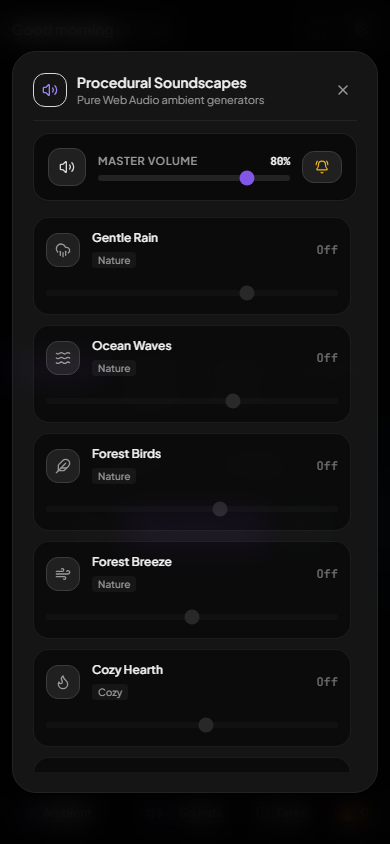 Procedural Soundscapes
Pure Web Audio ambient generators
MASTER VOLUME 80%
Gentle Rain
Nature
Off
Ocean Waves
Nature
Off
Forest Birds
Nature
Off
Forest Breeze
Nature
Off
Cozy Hearth
Cozy
Off